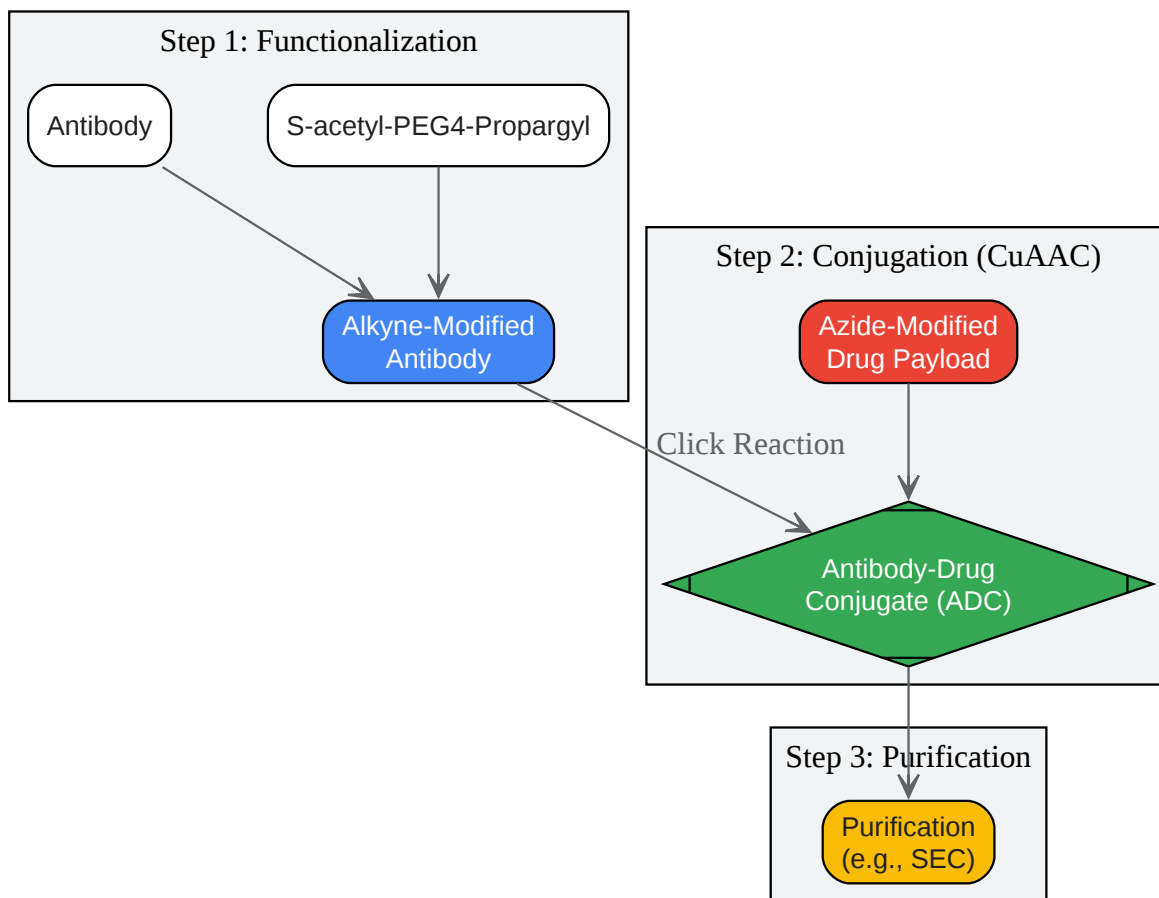 Step 1: Functionalization
Antibody
S-acetyl-PEG4-Propargyl
Alkyne-Modified
Antibody
Step 2: Conjugation (CuAAC)
Azide-Modified
Drug Payload
Click Reaction
Antibody-Drug
Conjugate (ADC)
Step 3: Purification
Purification
(e.g., SEC)